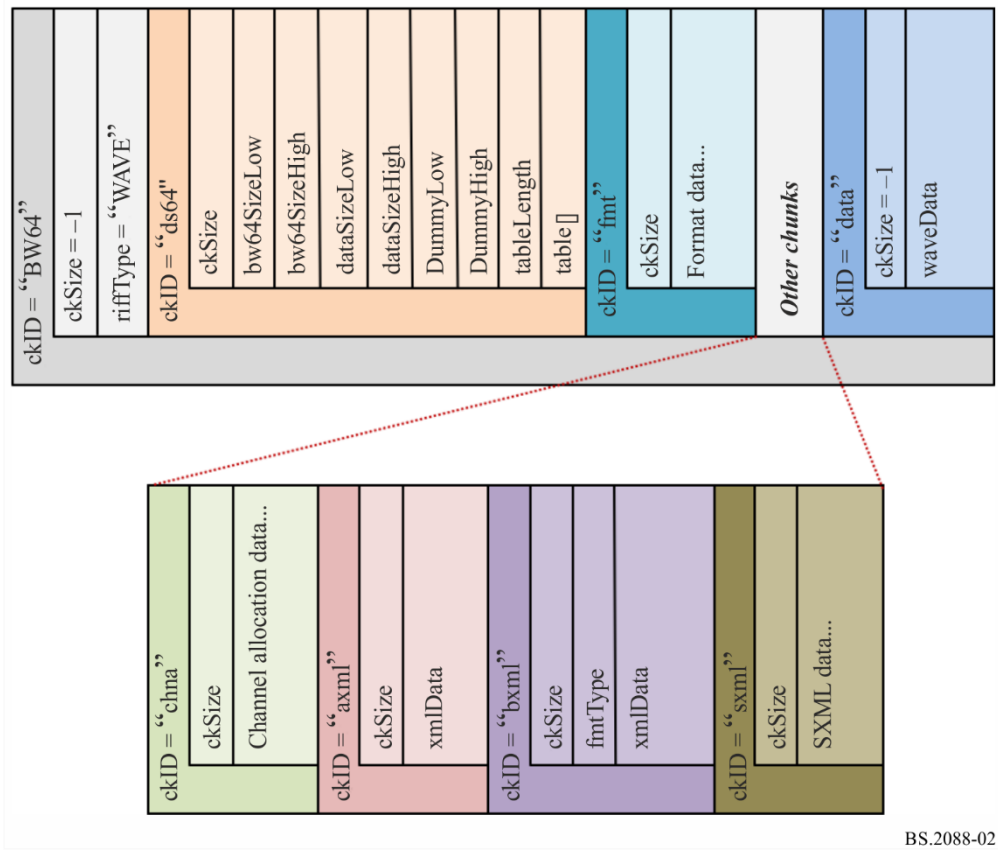 ckID = “BW64”
ckSize = –1
riffType = “WAVE”
ckID = “ds64"
ckSize
bw64SizeLow
bw64SizeHigh
dataSizeLow
dataSizeHigh
DummyLow
DummyHigh
tableLength
table[]
ckID = “fmt”
ckSize
Format data...
Other chunks
ckID = “data”
ckSize = –1
waveData
ckID = “chna”
ckSize
Channel allocation data...
ckID = “axml”
ckSize
xmlData
ckID = “bxml”
ckSize
fmtType
xmlData
ckID = “sxml”
ckSize
SXML data...
BS.2088-02